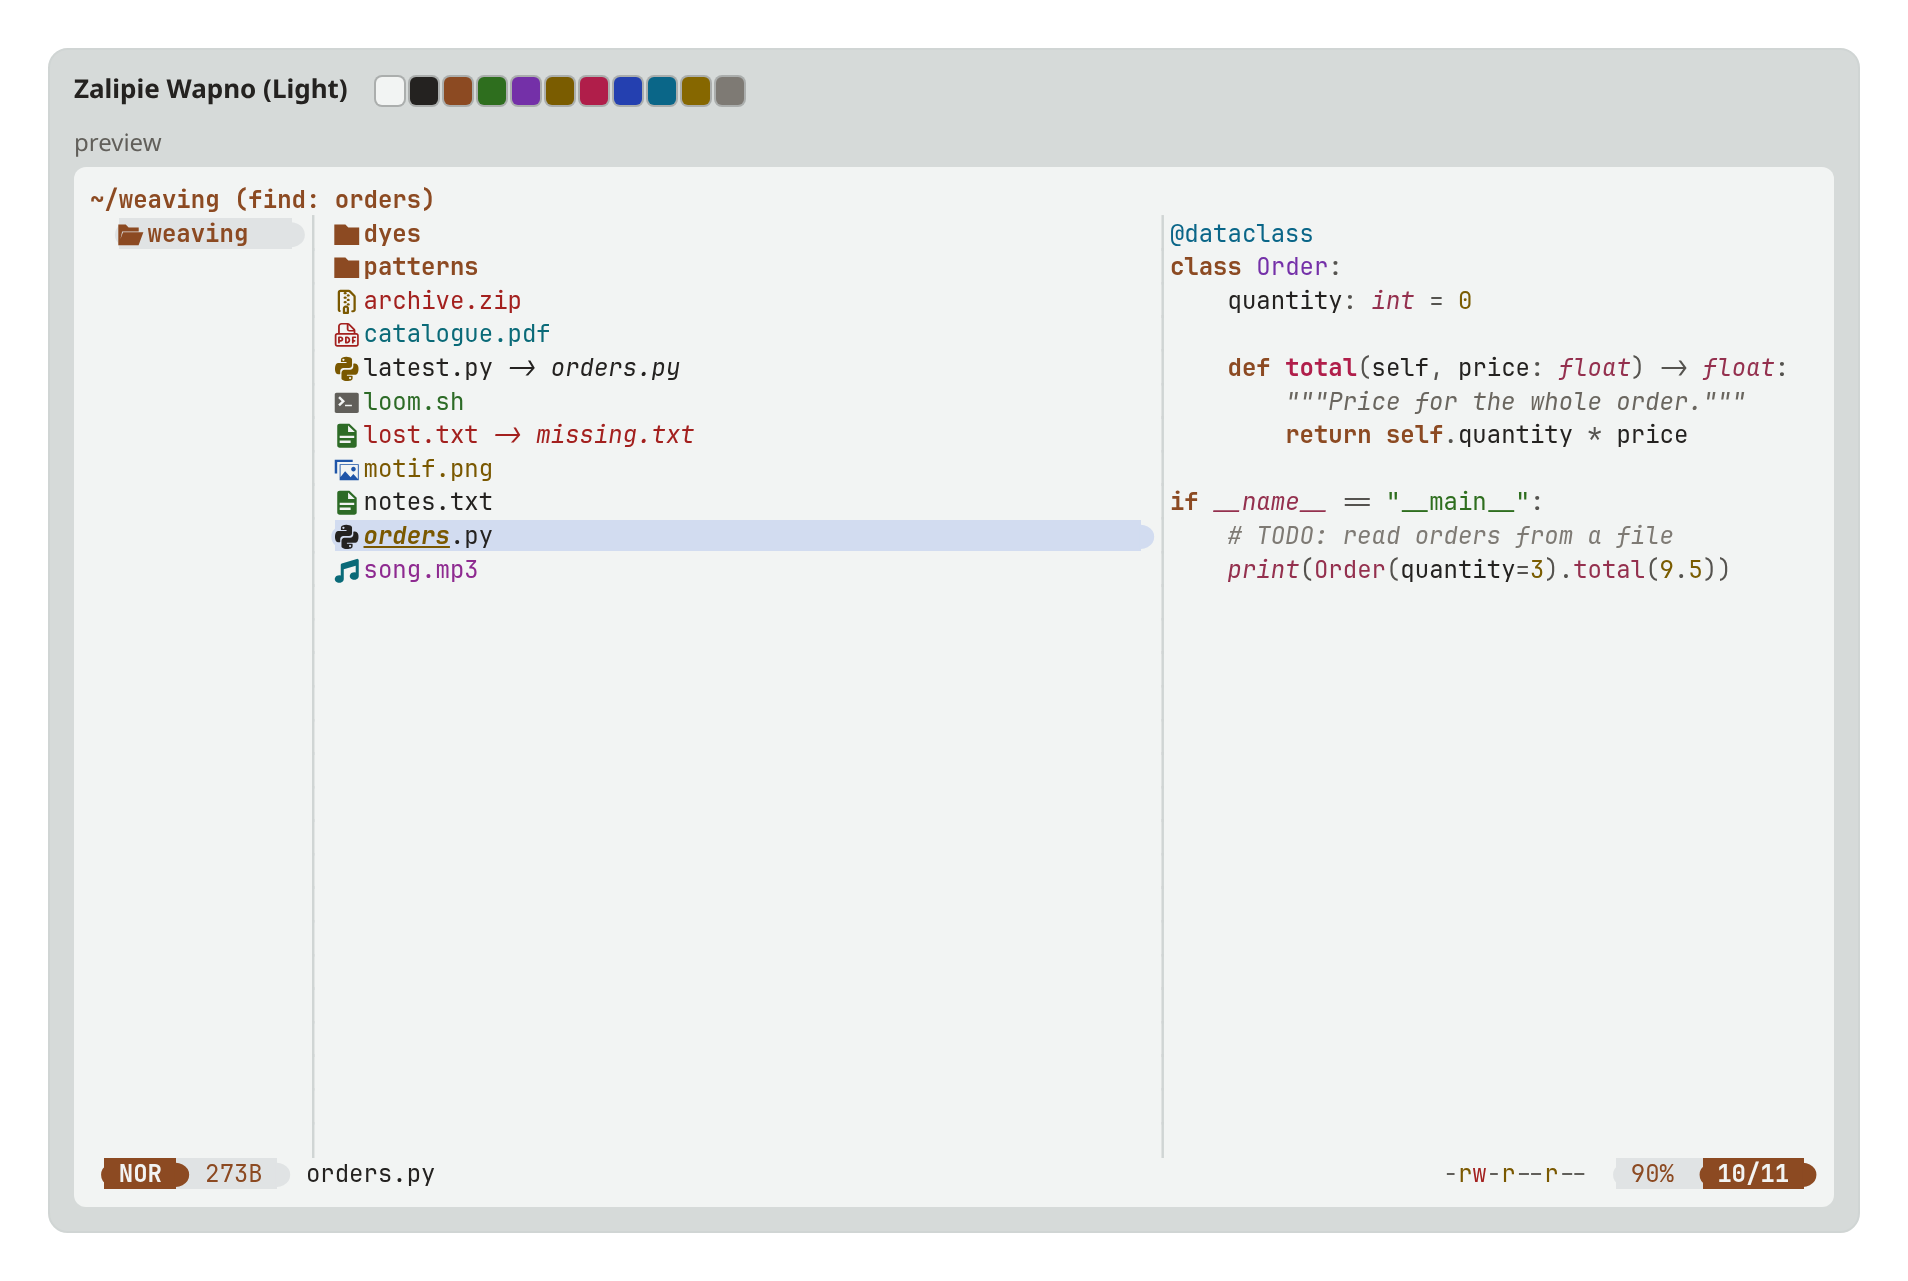 Zalipie Wapno (Light)
preview
~/weaving (find: orders)
weaving
dyes
patterns
archive.zip
catalogue.pdf
latest.py -> orders.py
loom.sh
lost.txt -> missing.txt
motif.png
notes.txt
orders.py
song.mp3
@dataclass
class Order:
    quantity: int = 0
    def total(self, price: float) -> float:
        """Price for the whole order."""
        return self.quantity * price
if __name__ == "__main__":
    # TODO: read orders from a file
    print(Order(quantity=3).total(9.5))
NOR 273B orders.py -rw-r--r-- 90% 10/11